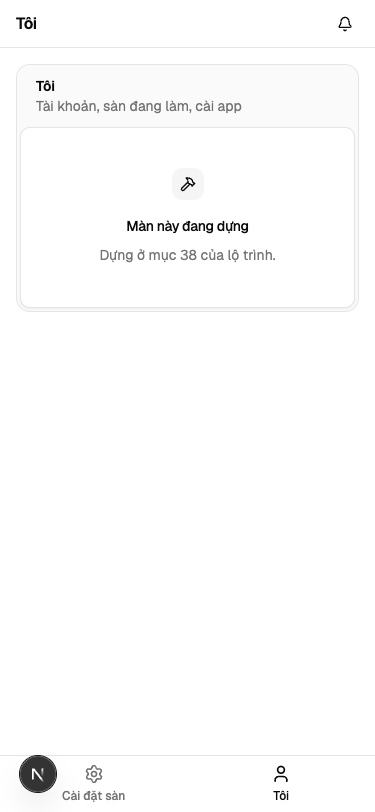 Tôi
Tôi
Tài khoản, sàn đang làm, cài app
Màn này đang dựng
Dựng ở mục 38 của lộ trình.
N
Cài đặt sàn
Tôi